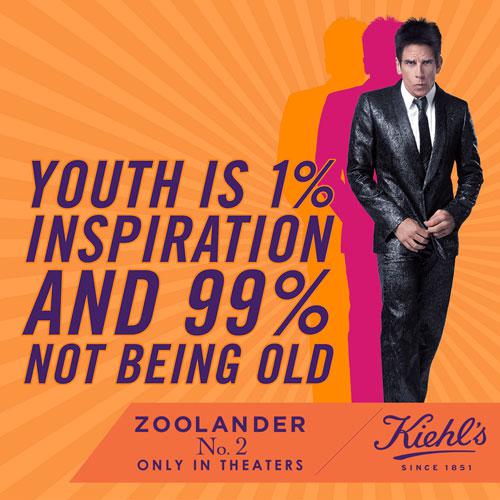 YOUTH IS 1%
INSPIRATION
AND 99%
NOT BEING OLD
ZOOLANDER
No. 2
ONLY IN THEATERS
Kiehl's
SINCE 1851